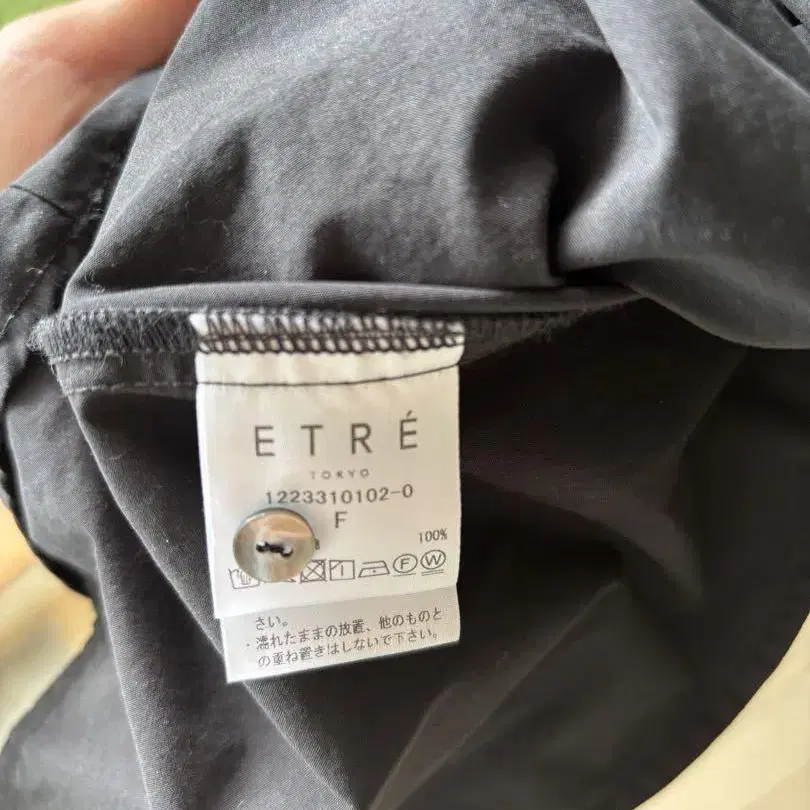 ETRÉ
TOKYO
1223310102-0
F
100%
さい。
・濡れたままの放置、他のものと
の重ね置きはしないで下さい。